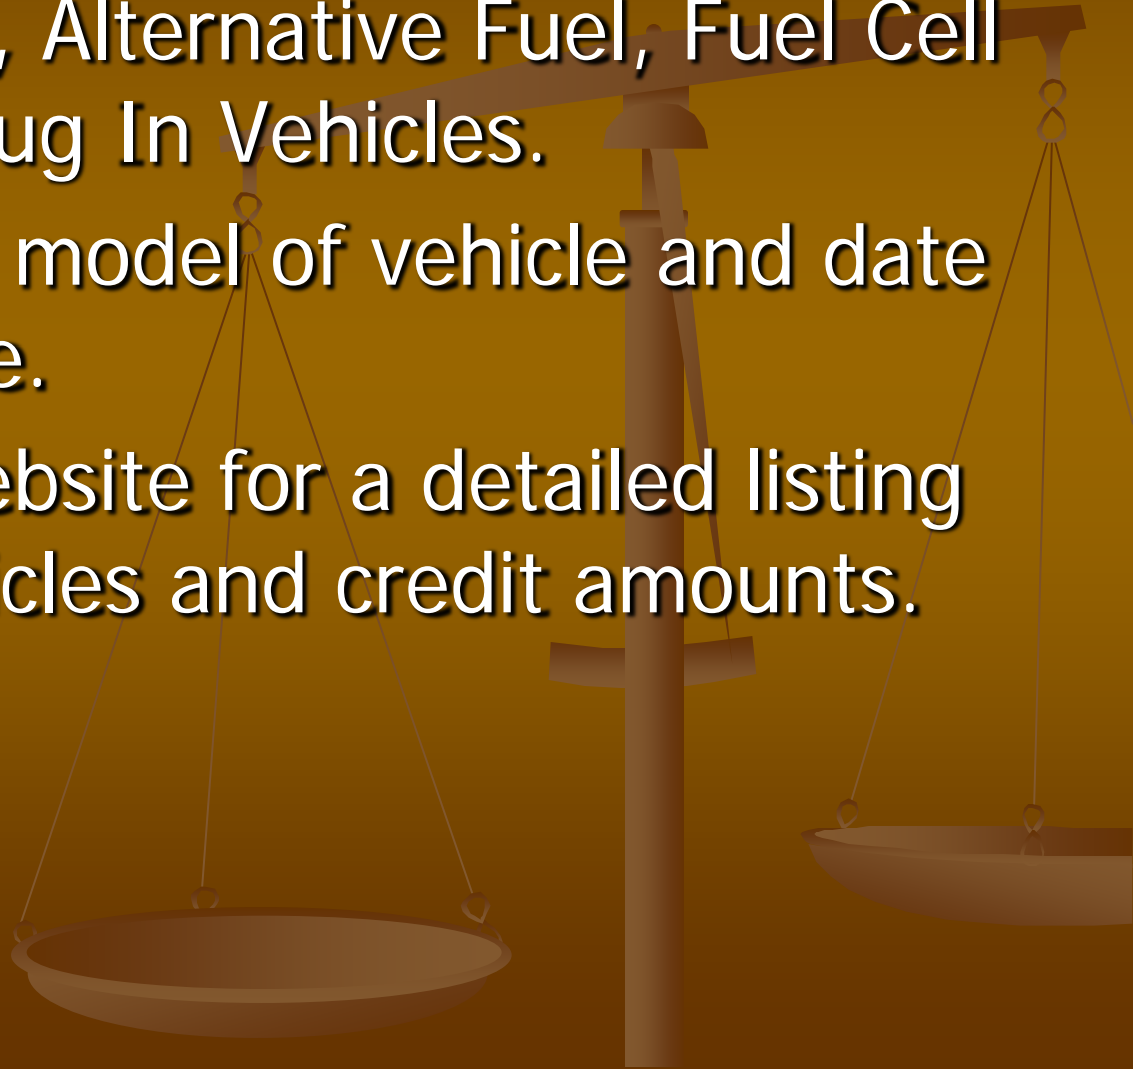 , Alternative Fuel, Fuel Cell
ug In Vehicles.
model of vehicle and date
e.
ebsite for a detailed listing
cles and credit amounts.